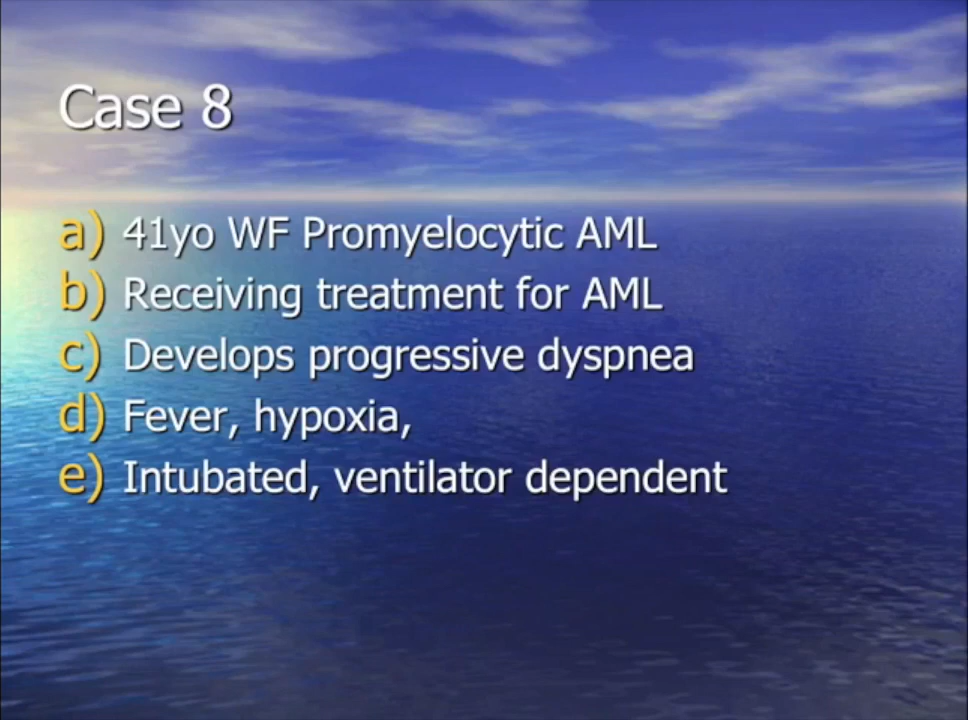 Case 8
a) 41yo WF Promyelocytic AML
b) Receiving treatment for AML
c) Develops progressive dyspnea
d) Fever, hypoxia,
e) Intubated, ventilator dependent